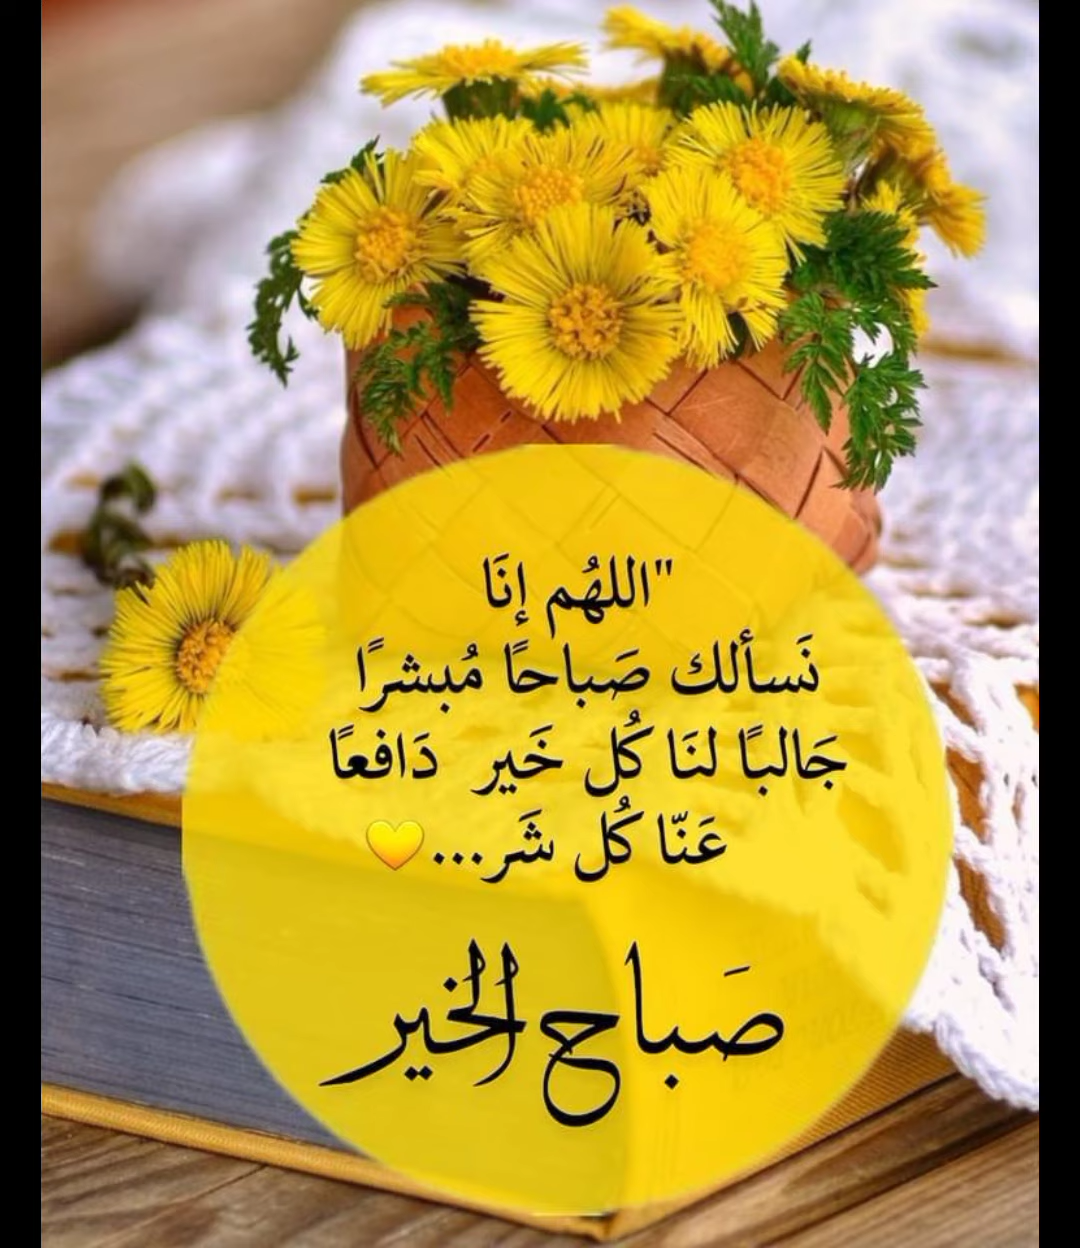 "اللهُم إنَا
نَسألك صَباحًا مُبشرًا
جَالبًا لنَا كُل خَير دَافعًا
عَنّا كُل شَر...💛
صَباح الخير